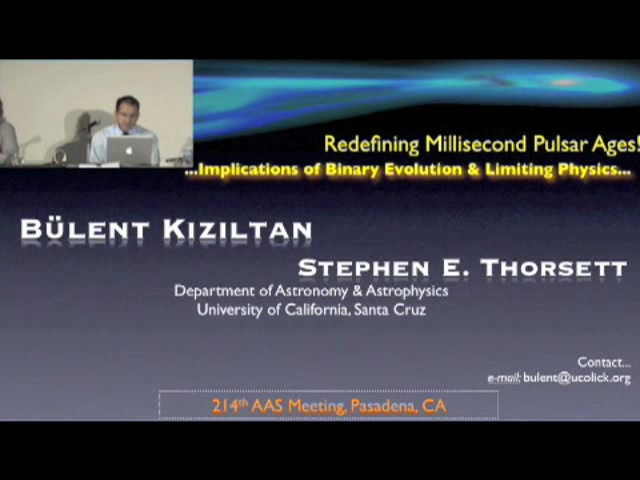 Redefining Millisecond Pulsar Ages!
...Implications of Binary Evolution & Limiting Physics...
BÜLENT KIZILTAN
STEPHEN E. THORSETT
Department of Astronomy & Astrophysics
University of California, Santa Cruz
Contact...
e-mail; bulent@ucolick.org
214th AAS Meeting, Pasadena, CA